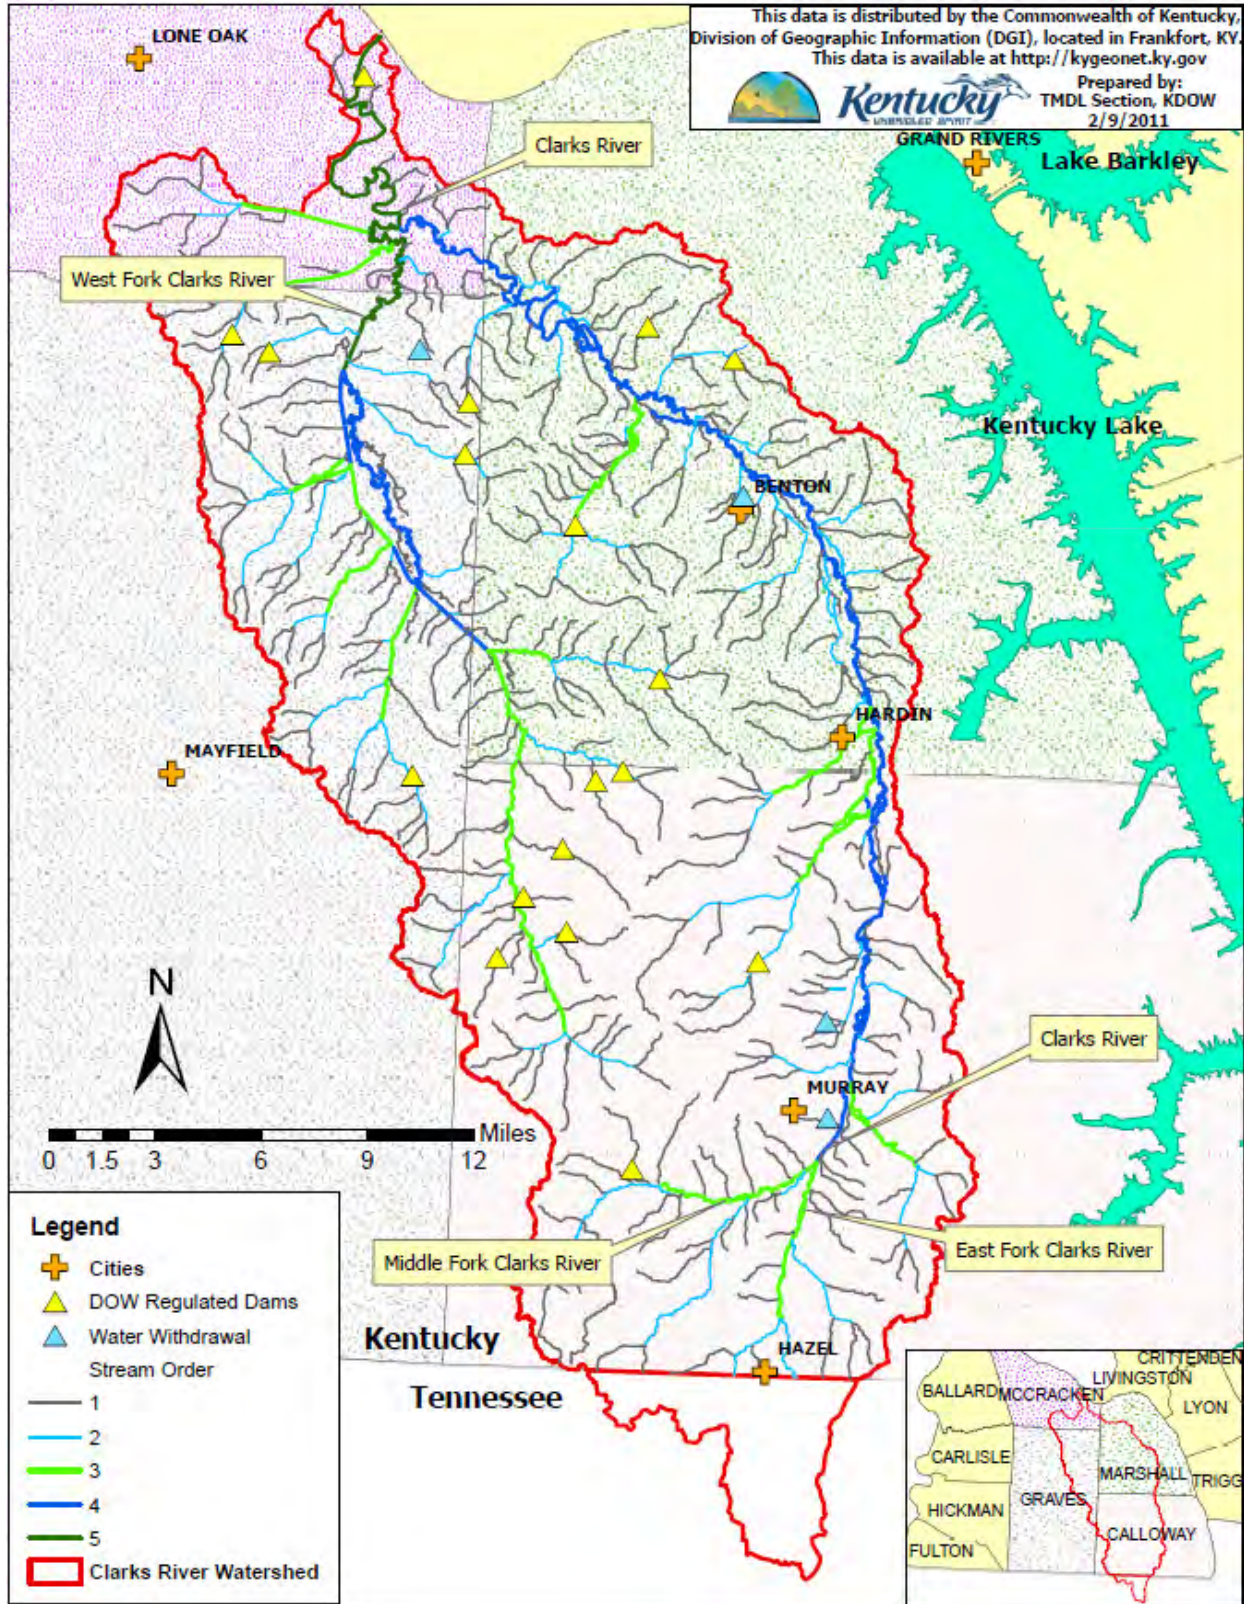 This data is distributed by the Commonwealth of Kentucky,
Division of Geographic Information (DGI), located in Frankfort, KY.
This data is available at http://kygeonet.ky.gov
Prepared by:
TMDL Section, KDOW
2/9/2011
Kentucky
UNBRIDLED SPIRIT
LONE OAK
Clarks River
GRAND RIVERS
Lake Barkley
West Fork Clarks River
Kentucky Lake
BENTON
HARDIN
MAYFIELD
N
Clarks River
MURRAY
Miles
0 1.5 3 6 9 12
Middle Fork Clarks River
East Fork Clarks River
Kentucky
HAZEL
Tennessee
Legend
Cities
DOW Regulated Dams
Water Withdrawal
Stream Order
1
2
3
4
5
Clarks River Watershed
CRITTENDEN
LIVINGSTON
BALLARD
MCCRACKEN
LYON
CARLISLE
MARSHALL
TRIGG
GRAVES
HICKMAN
CALLOWAY
FULTON